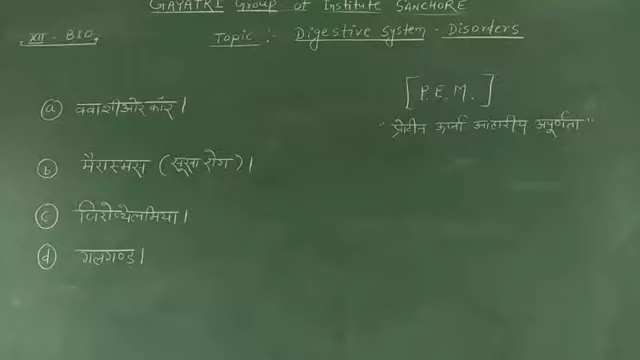 GAYATRI Group of Institute SANCHORE
XII - BIO.
Topic :- Digestive System - Disorders
[P.E.M.]
"प्रोटीन ऊर्जा आहारीय अपूर्णता"
(a) क्वाशीओरकॉर।
(b) मैरास्मस (सूखा रोग)।
(c) जिरोप्थैलमिया।
(d) गलगण्ड।